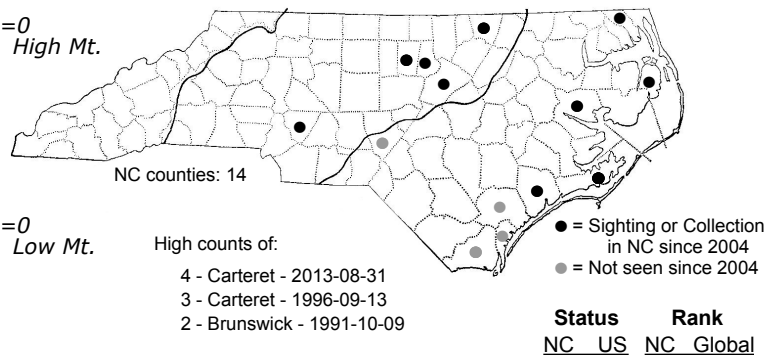 =0
High Mt.
NC counties: 14
=0
Low Mt.
High counts of:
4 - Carteret - 2013-08-31
3 - Carteret - 1996-09-13
2 - Brunswick - 1991-10-09
= Sighting or Collection
in NC since 2004
= Not seen since 2004
Status Rank
NC US NC Global